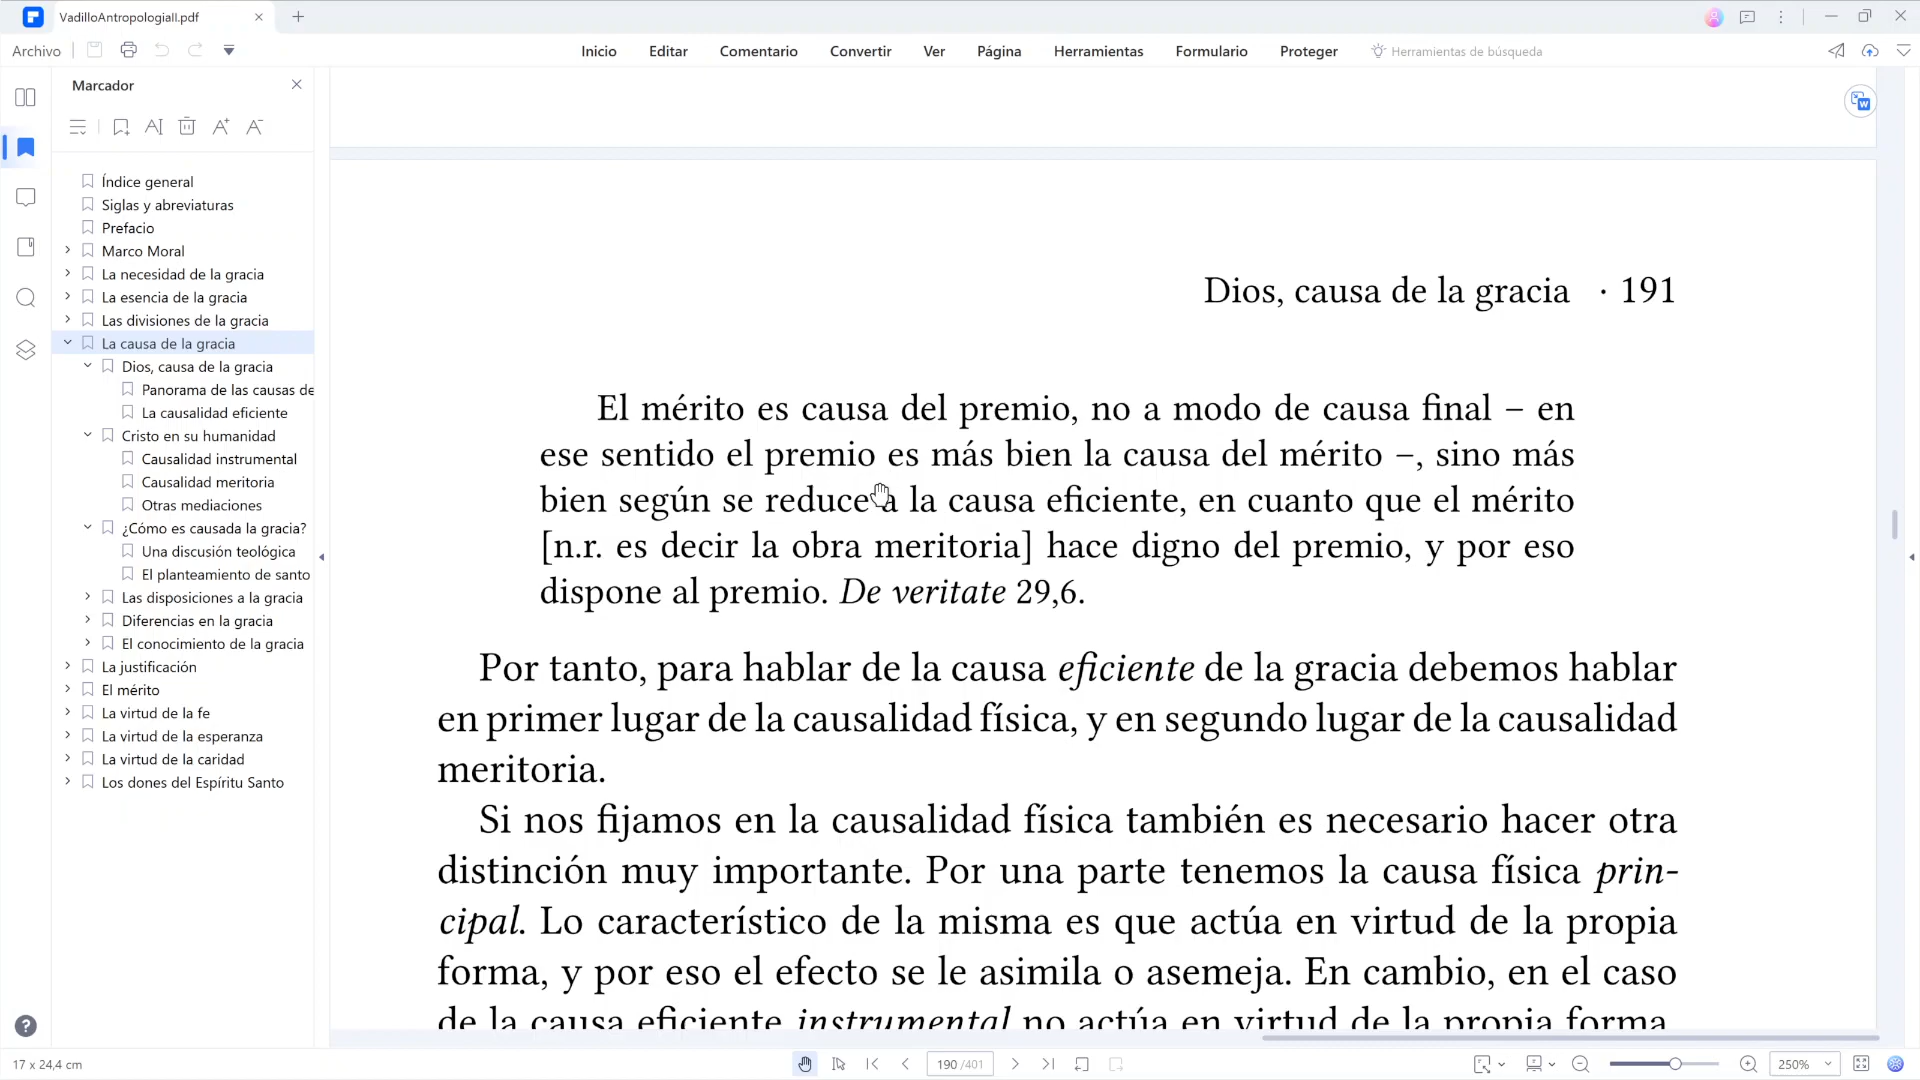 VadilloAntropologiaII.pdf
Archivo
Inicio
Editar
Comentario
Convertir
Ver
Página
Herramientas
Formulario
Proteger
Herramientas de búsqueda
Marcador
Índice general
Siglas y abreviaturas
Prefacio
Marco Moral
La necesidad de la gracia
La esencia de la gracia
Las divisiones de la gracia
La causa de la gracia
Dios, causa de la gracia
Panorama de las causas de
La causalidad eficiente
Cristo en su humanidad
Causalidad instrumental
Causalidad meritoria
Otras mediaciones
¿Cómo es causada la gracia?
Una discusión teológica
El planteamiento de santo
Las disposiciones a la gracia
Diferencias en la gracia
El conocimiento de la gracia
La justificación
El mérito
La virtud de la fe
La virtud de la esperanza
La virtud de la caridad
Los dones del Espíritu Santo
Dios, causa de la gracia · 191
El mérito es causa del premio, no a modo de causa final – en
ese sentido el premio es más bien la causa del mérito –, sino más
bien según se reduce a la causa eficiente, en cuanto que el mérito
[n.r. es decir la obra meritoria] hace digno del premio, y por eso
dispone al premio. De veritate 29,6.
Por tanto, para hablar de la causa eficiente de la gracia debemos hablar
en primer lugar de la causalidad física, y en segundo lugar de la causalidad
meritoria.
Si nos fijamos en la causalidad física también es necesario hacer otra
distinción muy importante. Por una parte tenemos la causa física prin-
cipal. Lo característico de la misma es que actúa en virtud de la propia
forma, y por eso el efecto se le asimila o asemeja. En cambio, en el caso
de la causa eficiente instrumental no actúa en virtud de la propia forma,
17 x 24,4 cm
190 /401
250%